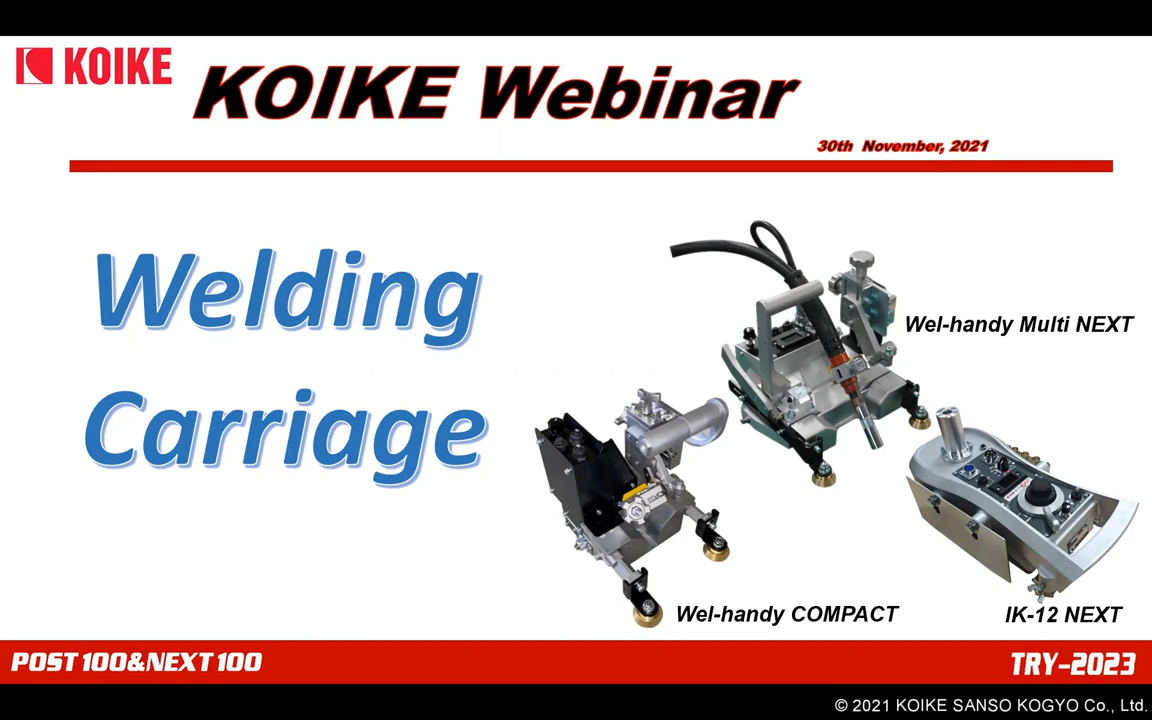 KOIKE
KOIKE Webinar
30th November, 2021
Welding
Carriage
Wel-handy Multi NEXT
Wel-handy COMPACT
IK-12 NEXT
POST 100&NEXT 100
TRY-2023
© 2021 KOIKE SANSO KOGYO Co., Ltd.